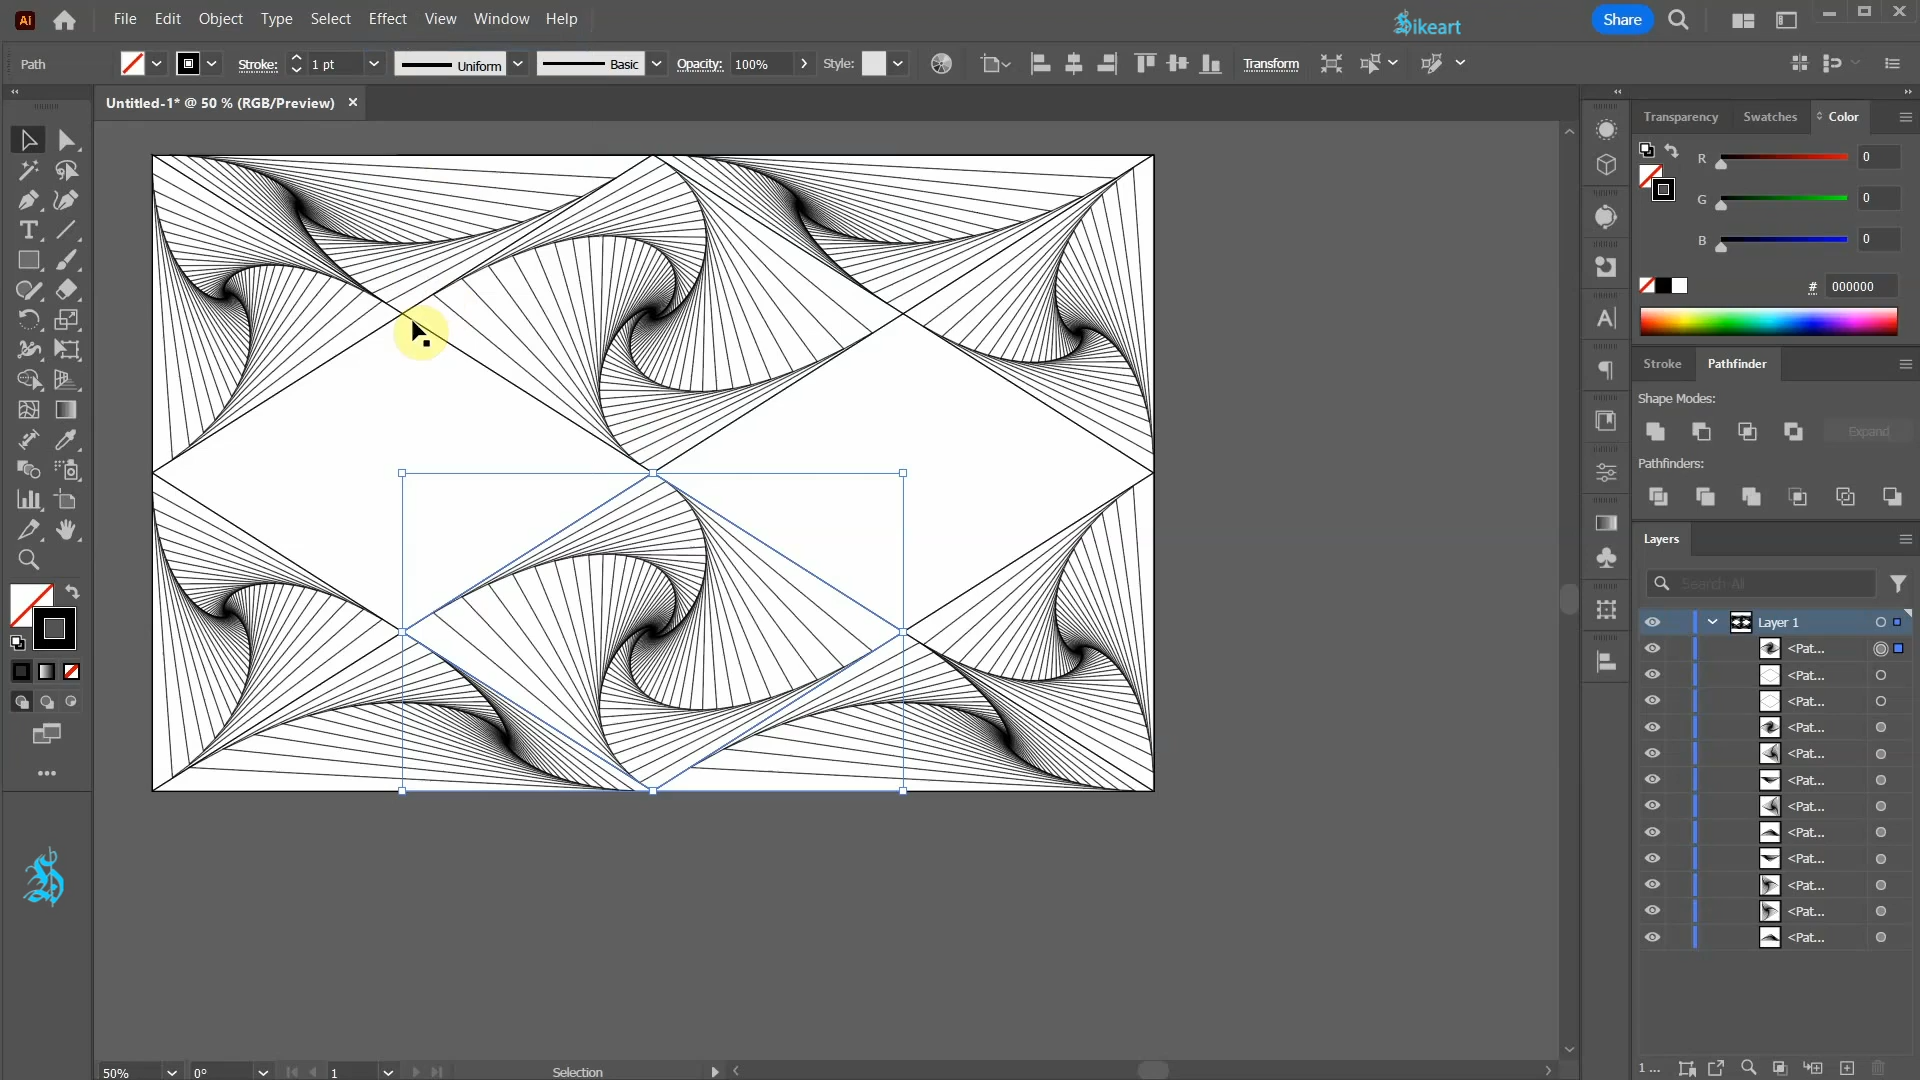 Ai File Edit Object Type Select Effect View Window Help
Sikeart
Share
Path Stroke: 1 pt Uniform Basic Opacity: 100% Style: Transform
Untitled-1* @ 50 % (RGB/Preview)
Transparency Swatches Color
R 0
G 0
B 0
# 000000
Stroke Pathfinder
Shape Modes:
Expand
Pathfinders:
Layers
Search All
Layer 1
<Pat...
<Pat...
<Pat...
<Pat...
<Pat...
<Pat...
<Pat...
<Pat...
<Pat...
<Pat...
<Pat...
<Pat...
50% 0° 1 Selection
1 ...